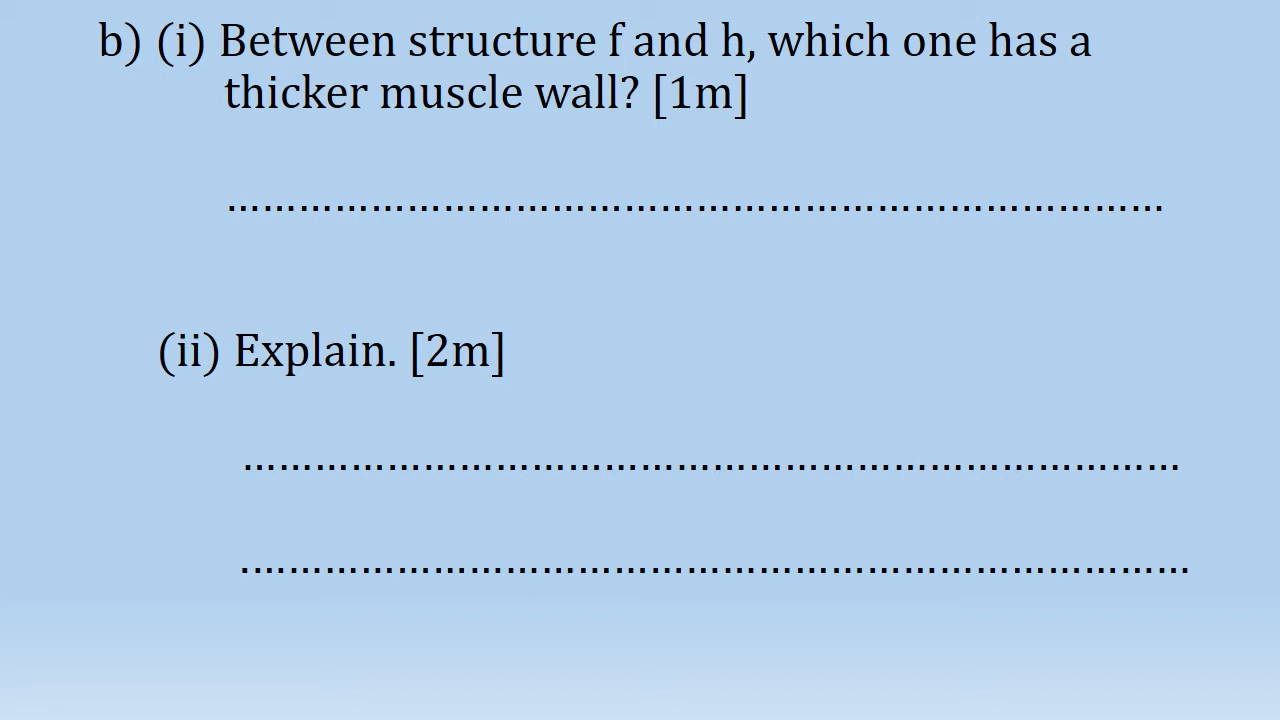 b) (i) Between structure f and h, which one has a
thicker muscle wall? [1m]
……………………………………………………………………
(ii) Explain. [2m]
……………………………………………………………………
.……………………………………………………………………